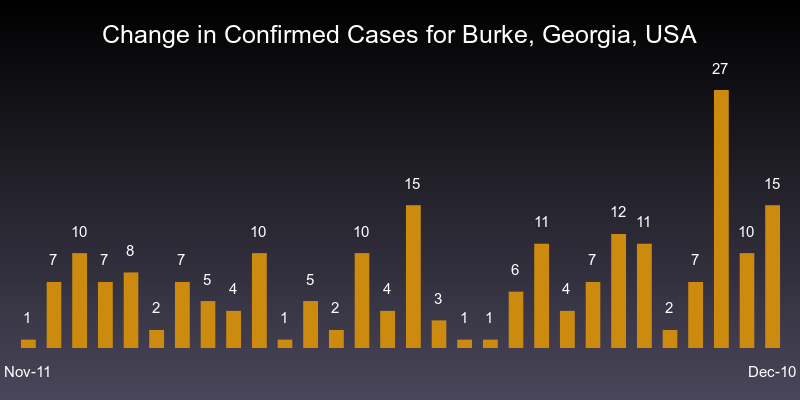 Change in Confirmed Cases for Burke, Georgia, USA
1 7 10 7 8 2 7 5 4 10 1 5 2 10 4 15 3 1 1 6 11 4 7 12 11 2 7 27 10 15
Nov-11 Dec-10